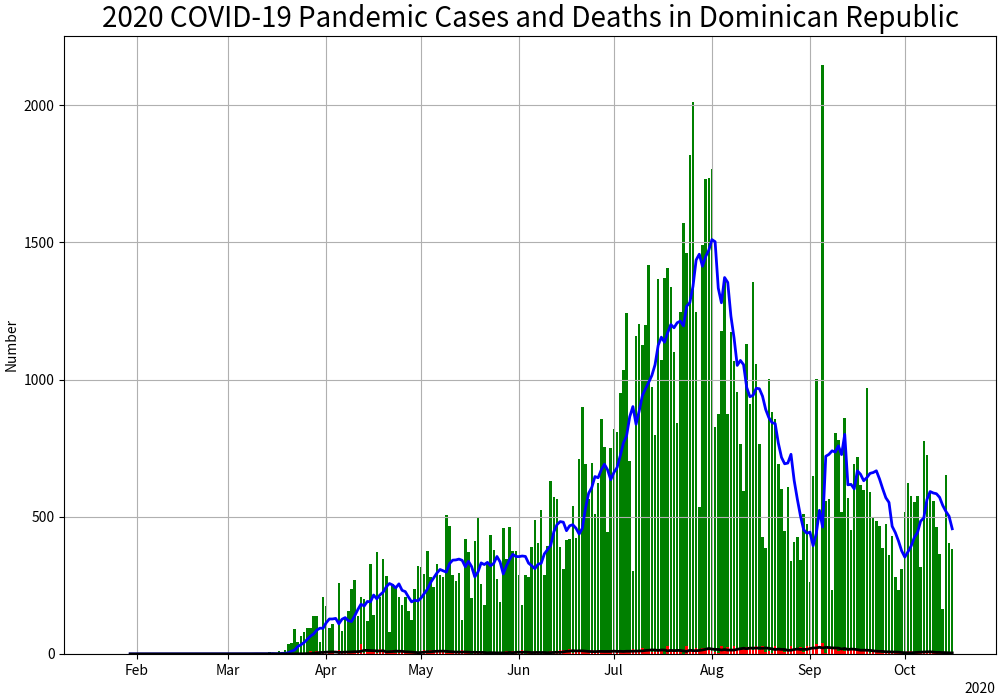 2020 COVID-19 Pandemic Cases and Deaths in Dominican Republic
Number
2000
1500
1000
500
0
Feb Mar Apr May Jun Jul Aug Sep Oct
2020